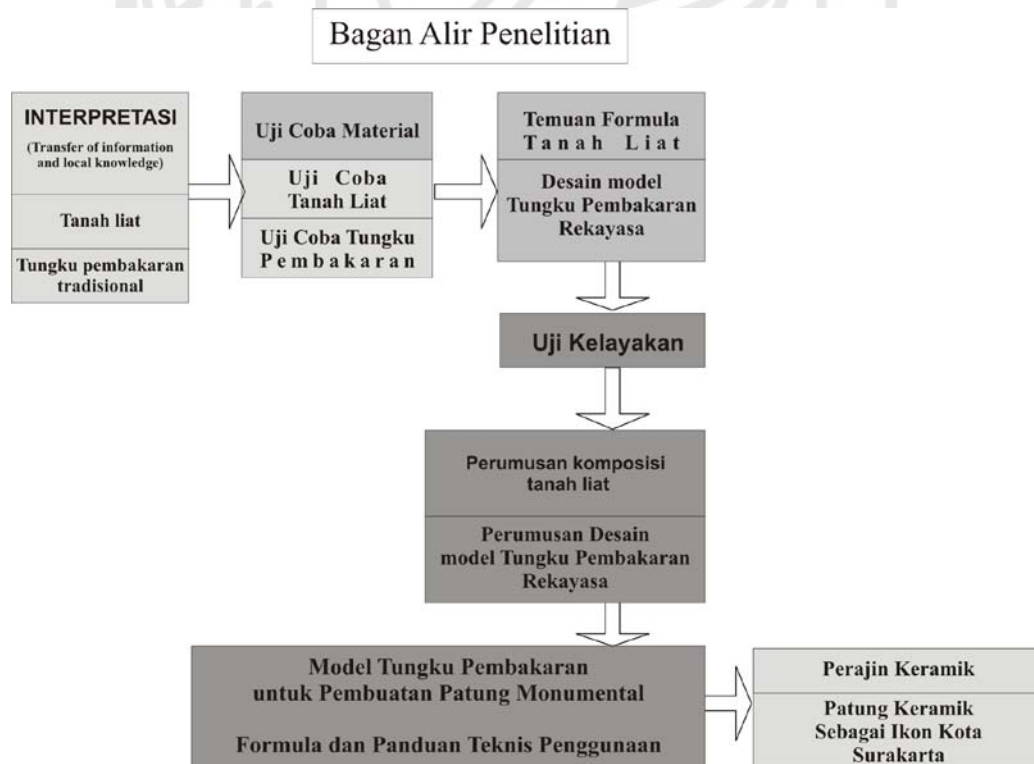 Bagan Alir Penelitian
INTERPRETASI
(Transfer of information
and local knowledge)
Tanah liat
Tungku pembakaran
tradisional
Uji Coba Material
Uji Coba
Tanah Liat
Uji Coba Tungku
Pembakaran
Temuan Formula
Tanah Liat
Desain model
Tungku Pembakaran
Rekayasa
Uji Kelayakan
Perumusan komposisi
tanah liat
Perumusan Desain
model Tungku Pembakaran
Rekayasa
Model Tungku Pembakaran
untuk Pembuatan Patung Monumental
Formula dan Panduan Teknis Penggunaan
Perajin Keramik
Patung Keramik
Sebagai Ikon Kota
Surakarta